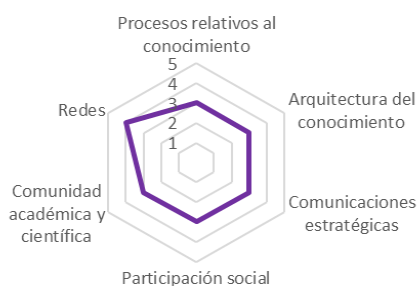 Procesos relativos al
conocimiento
5
4
3
2
1
Redes
Arquitectura del
conocimiento
Comunidad
académica y
científica
Comunicaciones
estratégicas
Participación social